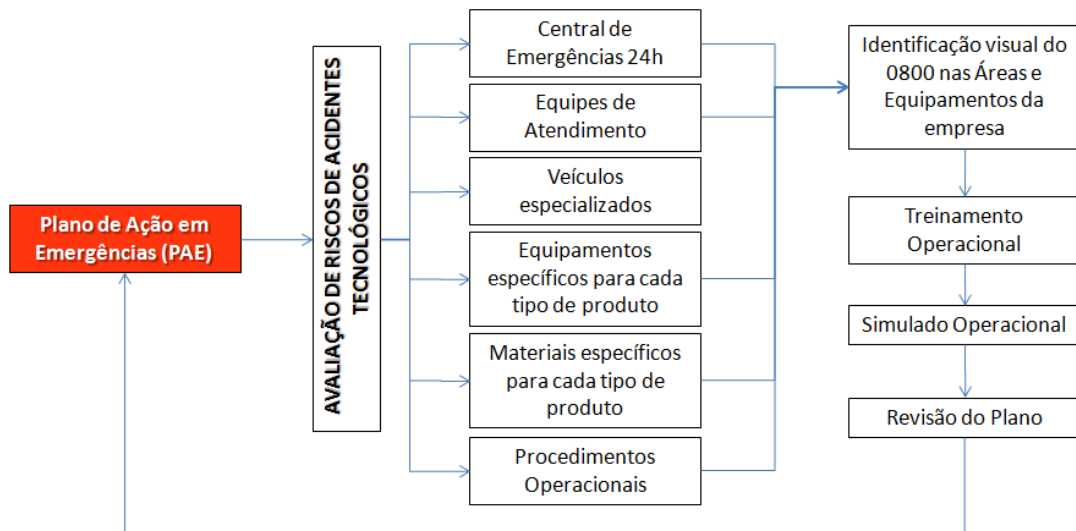 Plano de Ação em
Emergências (PAE)
AVALIAÇÃO DE RISCOS DE ACIDENTES
TECNOLÓGICOS
Central de
Emergências 24h
Equipes de
Atendimento
Veículos
especializados
Equipamentos
específicos para cada
tipo de produto
Materiais específicos
para cada tipo de
produto
Procedimentos
Operacionais
Identificação visual do
0800 nas Áreas e
Equipamentos da
empresa
Treinamento
Operacional
Simulado Operacional
Revisão do Plano